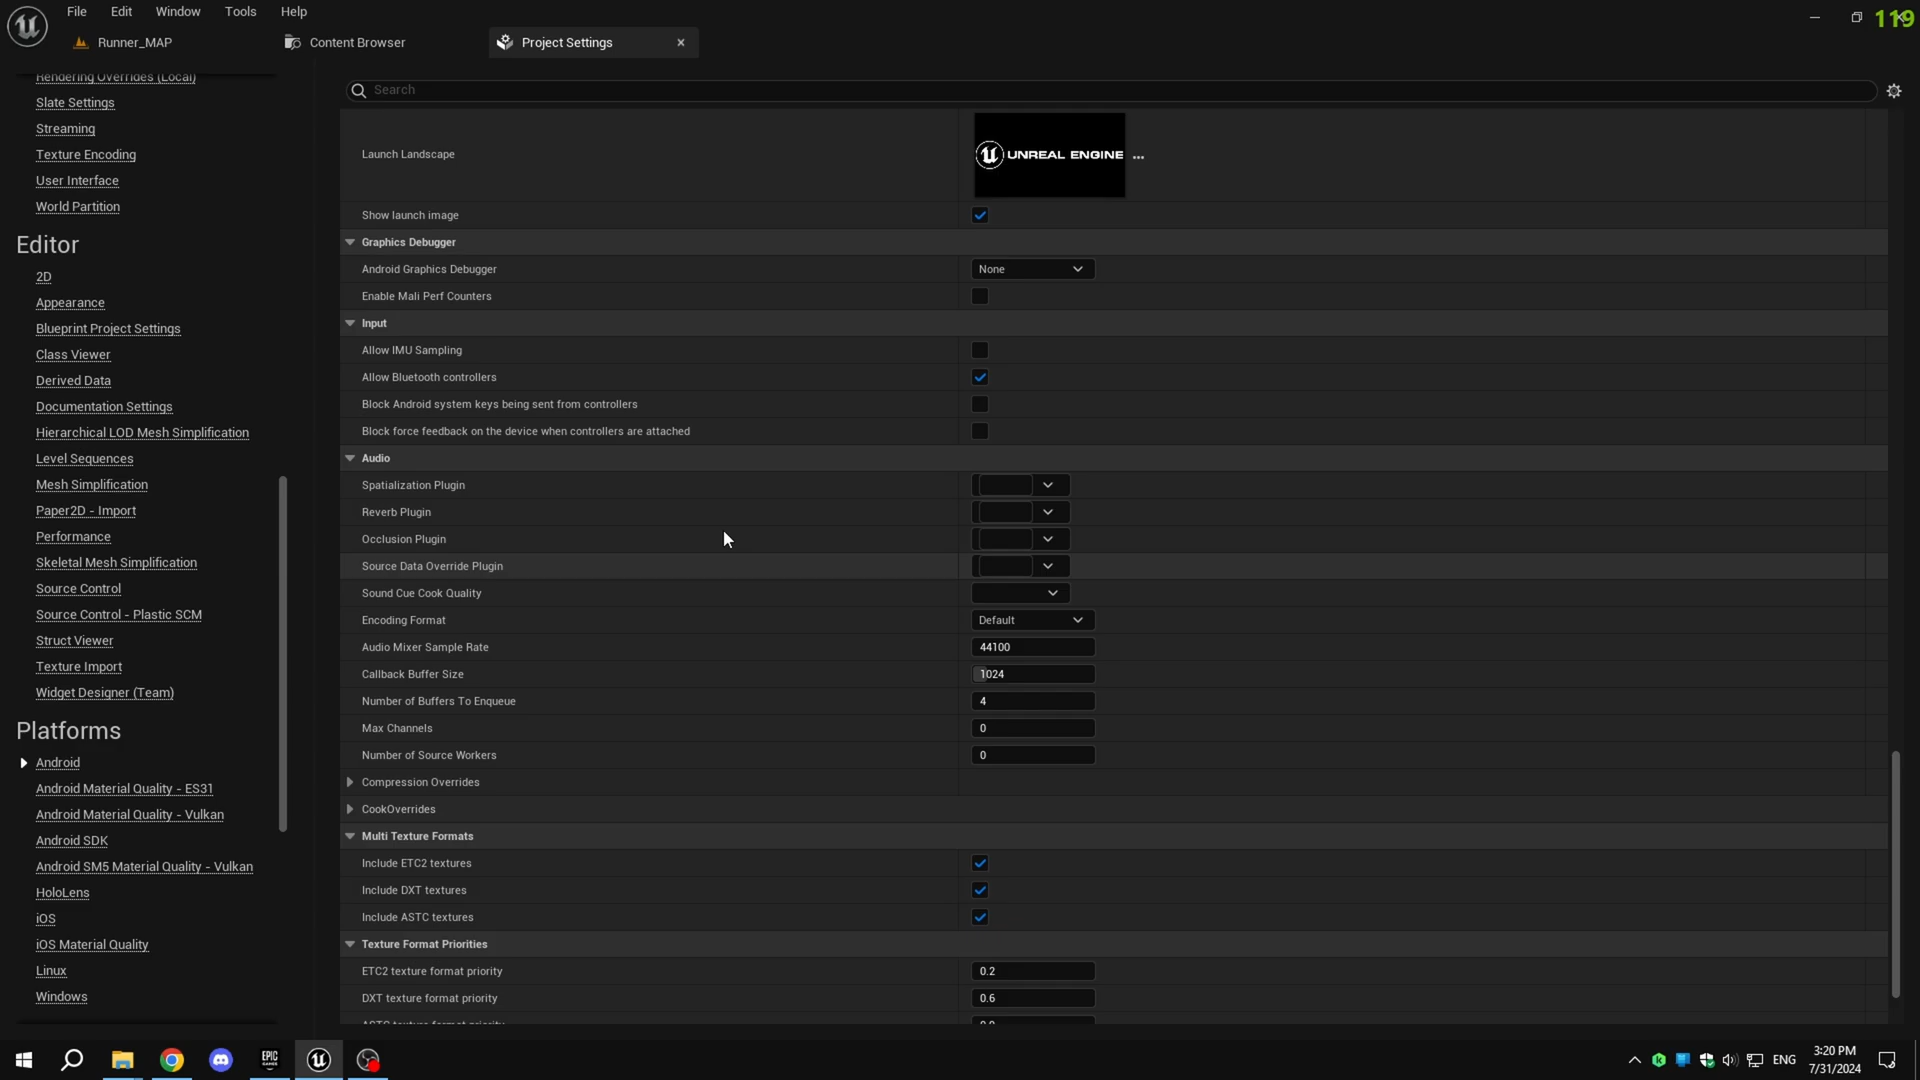 File Edit Window Tools Help
119
Runner_MAP
Content Browser
Project Settings
Rendering Overrides (Local)
Slate Settings
Streaming
Texture Encoding
User Interface
World Partition
Editor
2D
Appearance
Blueprint Project Settings
Class Viewer
Derived Data
Documentation Settings
Hierarchical LOD Mesh Simplification
Level Sequences
Mesh Simplification
Paper2D - Import
Performance
Skeletal Mesh Simplification
Source Control
Source Control - Plastic SCM
Struct Viewer
Texture Import
Widget Designer (Team)
Platforms
Android
Android Material Quality - ES31
Android Material Quality - Vulkan
Android SDK
Android SM5 Material Quality - Vulkan
HoloLens
iOS
iOS Material Quality
Linux
Windows
Search
Launch Landscape
UNREAL ENGINE
Show launch image
Graphics Debugger
Android Graphics Debugger None
Enable Mali Perf Counters
Input
Allow IMU Sampling
Allow Bluetooth controllers
Block Android system keys being sent from controllers
Block force feedback on the device when controllers are attached
Audio
Spatialization Plugin
Reverb Plugin
Occlusion Plugin
Source Data Override Plugin
Sound Cue Cook Quality
Encoding Format Default
Audio Mixer Sample Rate 44100
Callback Buffer Size 1024
Number of Buffers To Enqueue 4
Max Channels 0
Number of Source Workers 0
Compression Overrides
CookOverrides
Multi Texture Formats
Include ETC2 textures
Include DXT textures
Include ASTC textures
Texture Format Priorities
ETC2 texture format priority 0.2
DXT texture format priority 0.6
ASTC texture format priority
EPIC GAMES
ENG
3:20 PM
7/31/2024